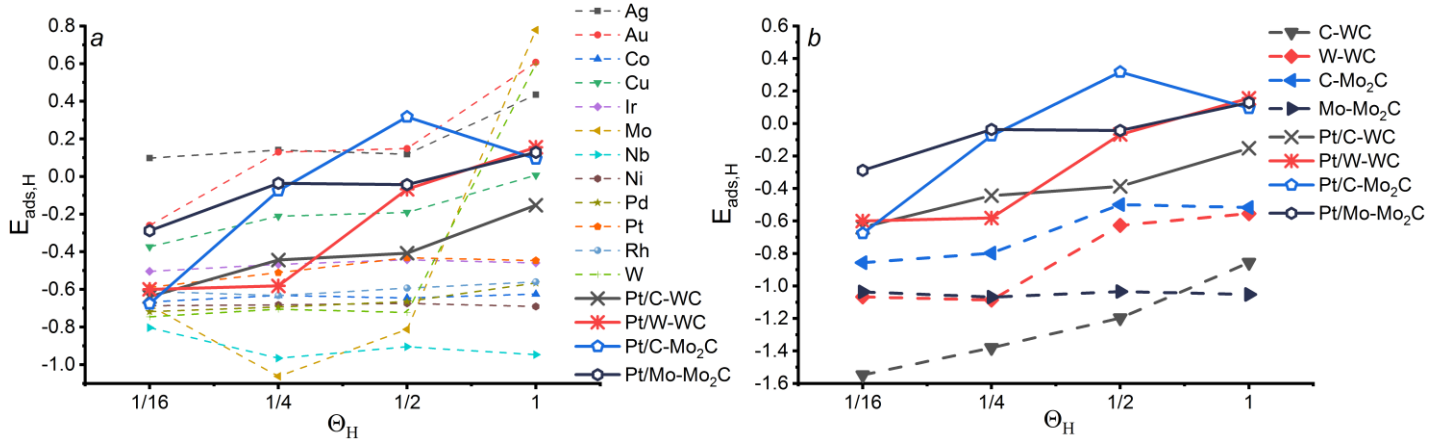 a
0.8
0.6
0.4
0.2
0.0
-0.2
-0.4
-0.6
-0.8
-1.0
E_ads,H
1/16
1/4
1/2
1
Θ_H
Ag
Au
Co
Cu
Ir
Mo
Nb
Ni
Pd
Pt
Rh
W
Pt/C-WC
Pt/W-WC
Pt/C-Mo₂C
Pt/Mo-Mo₂C
b
0.6
0.4
0.2
0.0
-0.2
-0.4
-0.6
-0.8
-1.0
-1.2
-1.4
-1.6
E_ads,H
1/16
1/4
1/2
1
Θ_H
C-WC
W-WC
C-Mo₂C
Mo-Mo₂C
Pt/C-WC
Pt/W-WC
Pt/C-Mo₂C
Pt/Mo-Mo₂C